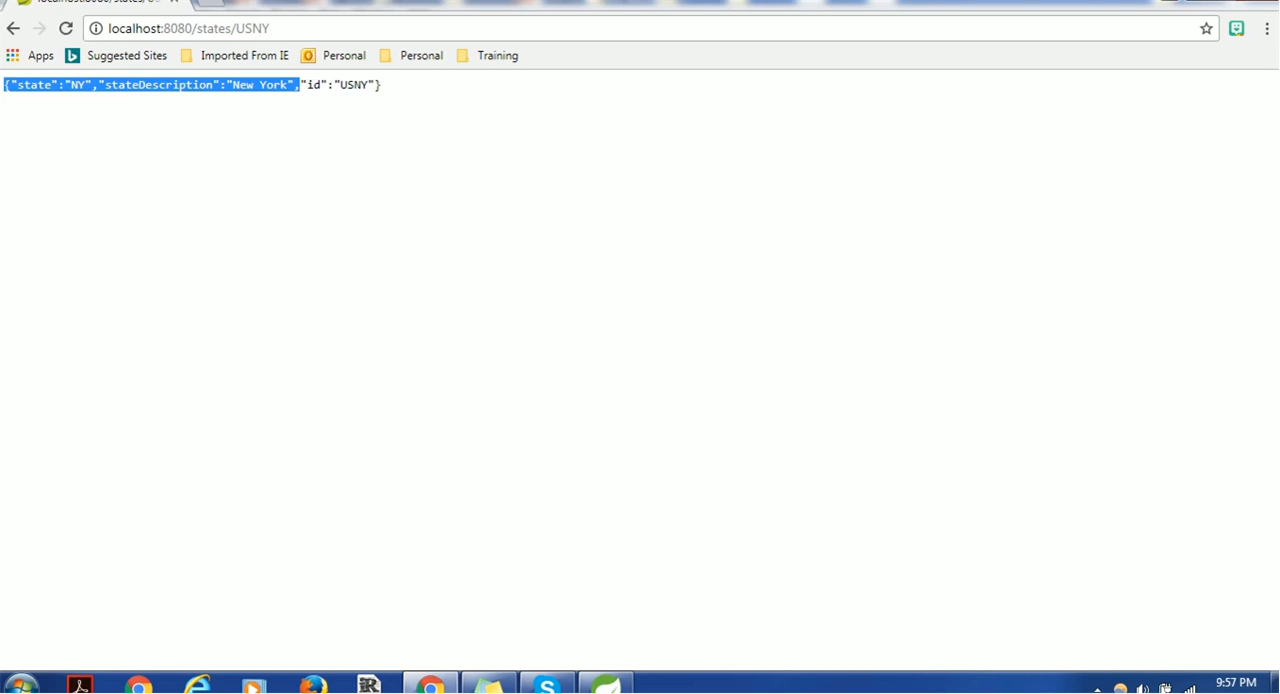 localhost:8080/states/USNY
Apps Suggested Sites Imported From IE Personal Personal Training
{"state":"NY","stateDescription":"New York","id":"USNY"}
9:57 PM